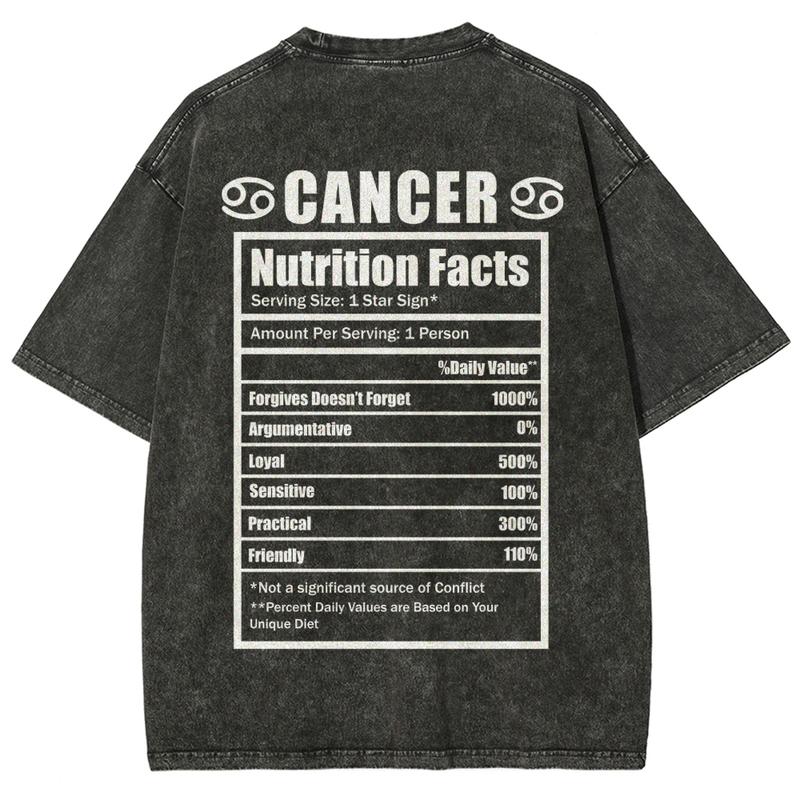 ♋ CANCER ♋
Nutrition Facts
Serving Size: 1 Star Sign*
Amount Per Serving: 1 Person
%Daily Value**
Forgives Doesn't Forget 1000%
Argumentative 0%
Loyal 500%
Sensitive 100%
Practical 300%
Friendly 110%
*Not a significant source of Conflict
**Percent Daily Values are Based on Your
Unique Diet